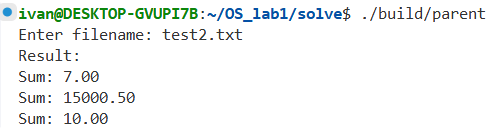 ivan@DESKTOP-GVUPI7B:~/OS_lab1/solve$ ./build/parent
Enter filename: test2.txt
Result:
Sum: 7.00
Sum: 15000.50
Sum: 10.00